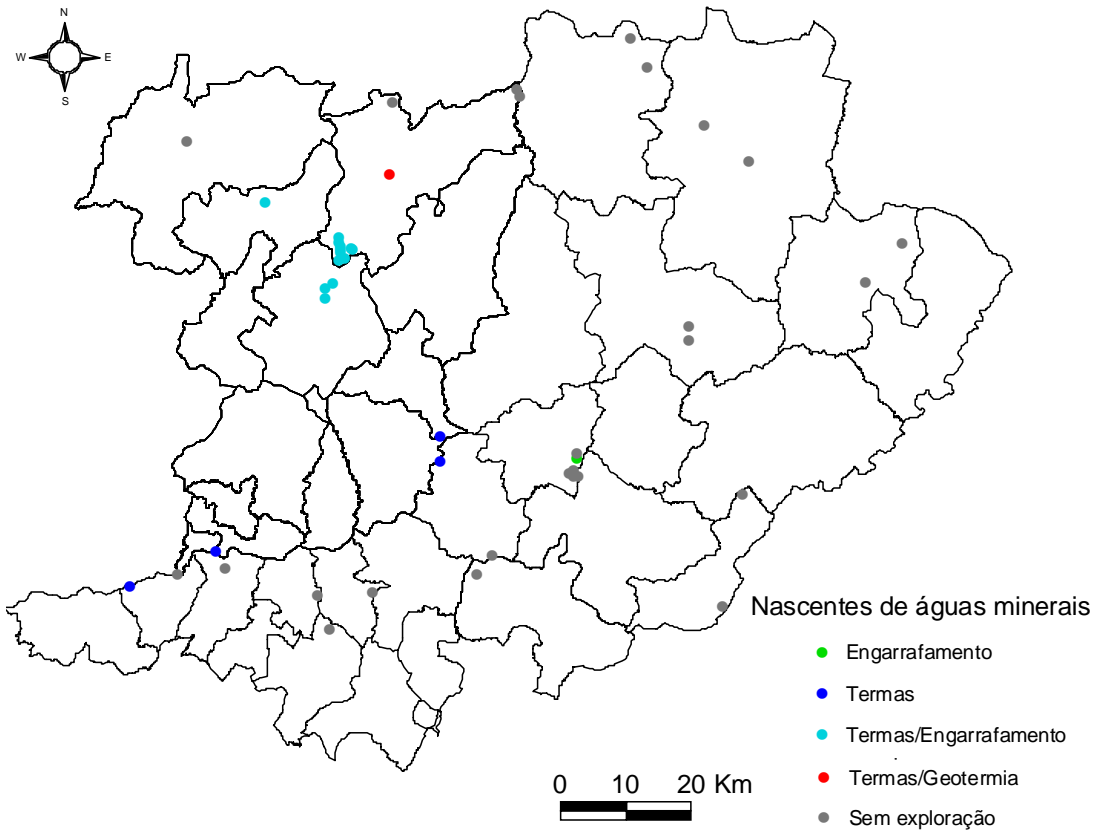 N
W E
S
Nascentes de águas minerais
Engarrafamento
Termas
Termas/Engarrafamento
Termas/Geotermia
Sem exploração
0 10 20 Km